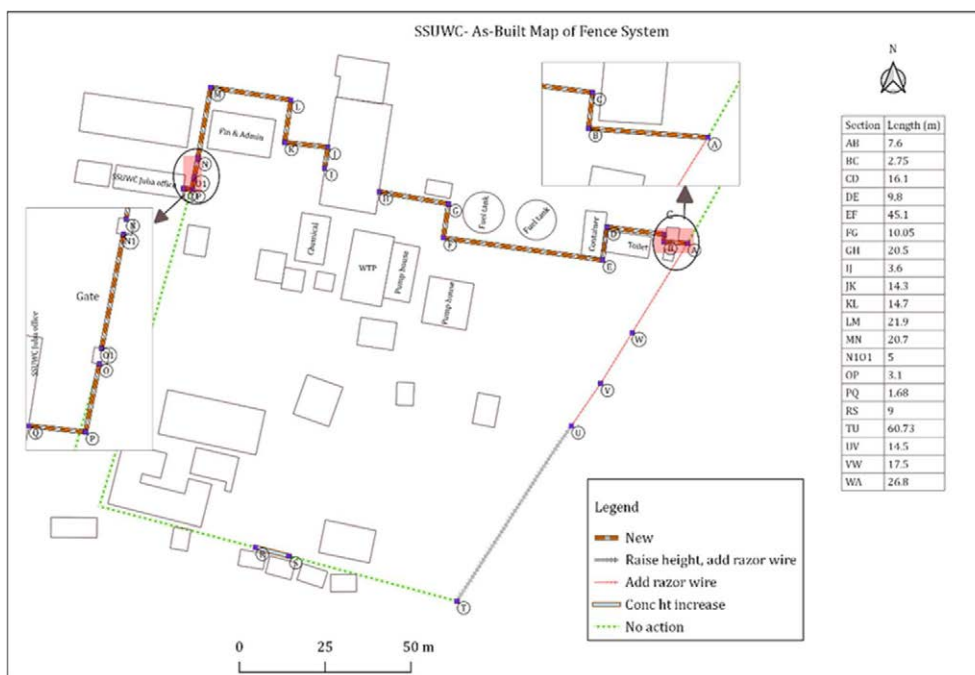 SSUWC- As-Built Map of Fence System
N
Section Length (m)
AB 7.6
BC 2.75
CD 16.1
DE 9.8
EF 45.1
FG 10.05
GH 20.5
IJ 3.6
JK 14.3
KL 14.7
LM 21.9
MN 20.7
N1O1 5
OP 3.1
PQ 1.68
RS 9
TU 60.73
UV 14.5
VW 17.5
WA 26.8
C
B
A
M
L
Fin & Admin
K
J
I
N
O1
P
SSUWC Juba office
H
G
Fuel tank
Fuel tank
F
Chemical
WTP
Pump house
Pump house
Container
D
E
Toilet
C
B
A
N1
Gate
SSUWC Juba office
O1
O
Q
P
W
V
U
R
S
T
Legend
New
Raise height, add razor wire
Add razor wire
Conc ht increase
No action
0 25 50 m